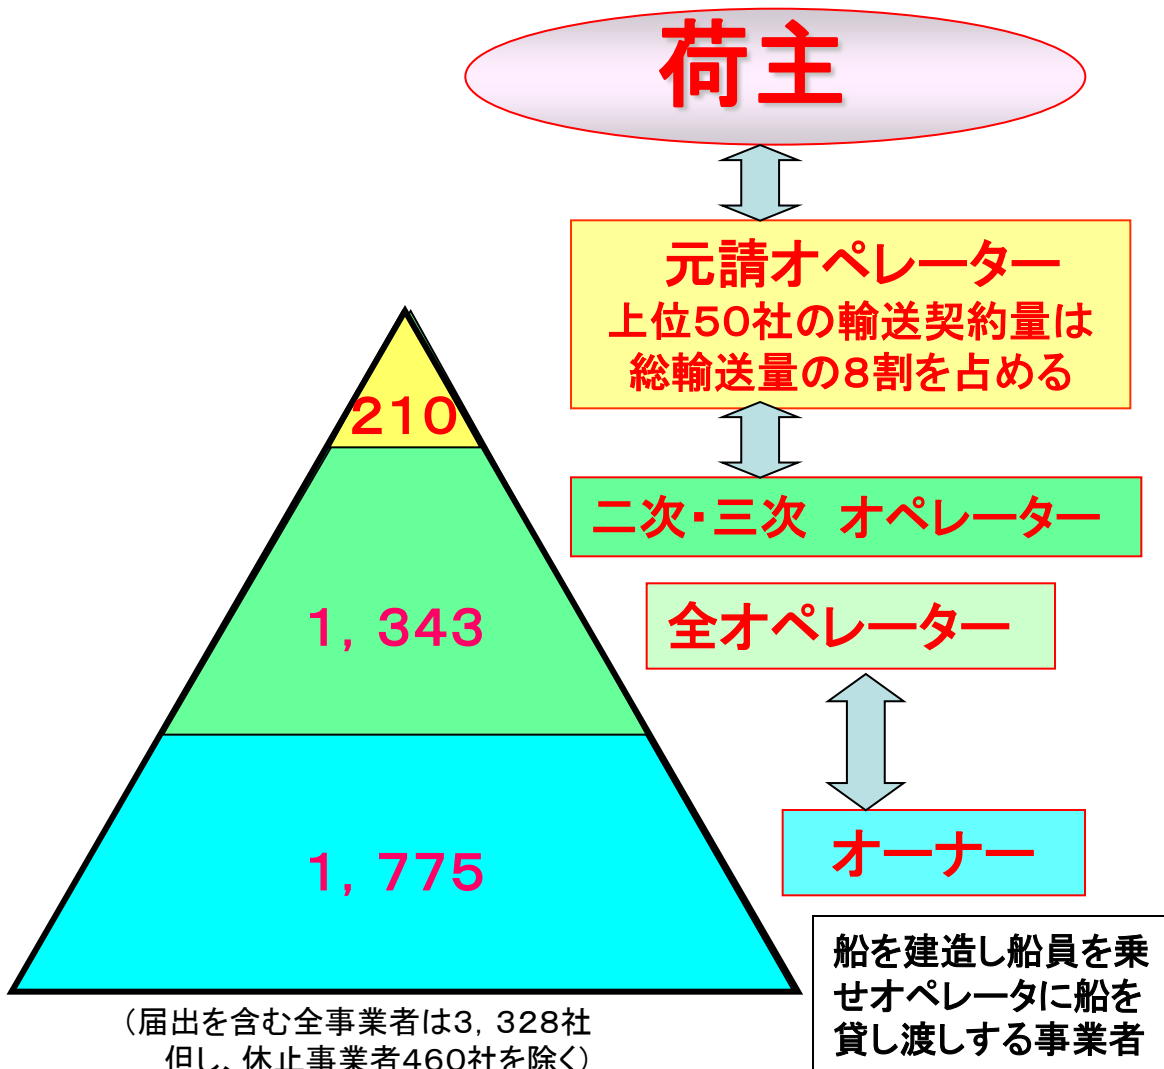 荷主
元請オペレーター
上位50社の輸送契約量は
総輸送量の8割を占める
210
二次・三次　オペレーター
1,343
全オペレーター
1,775
オーナー
船を建造し船員を乗
せオペレータに船を
貸し渡しする事業者
(届出を含む全事業者は3,328社
但し、休止事業者460社を除く)